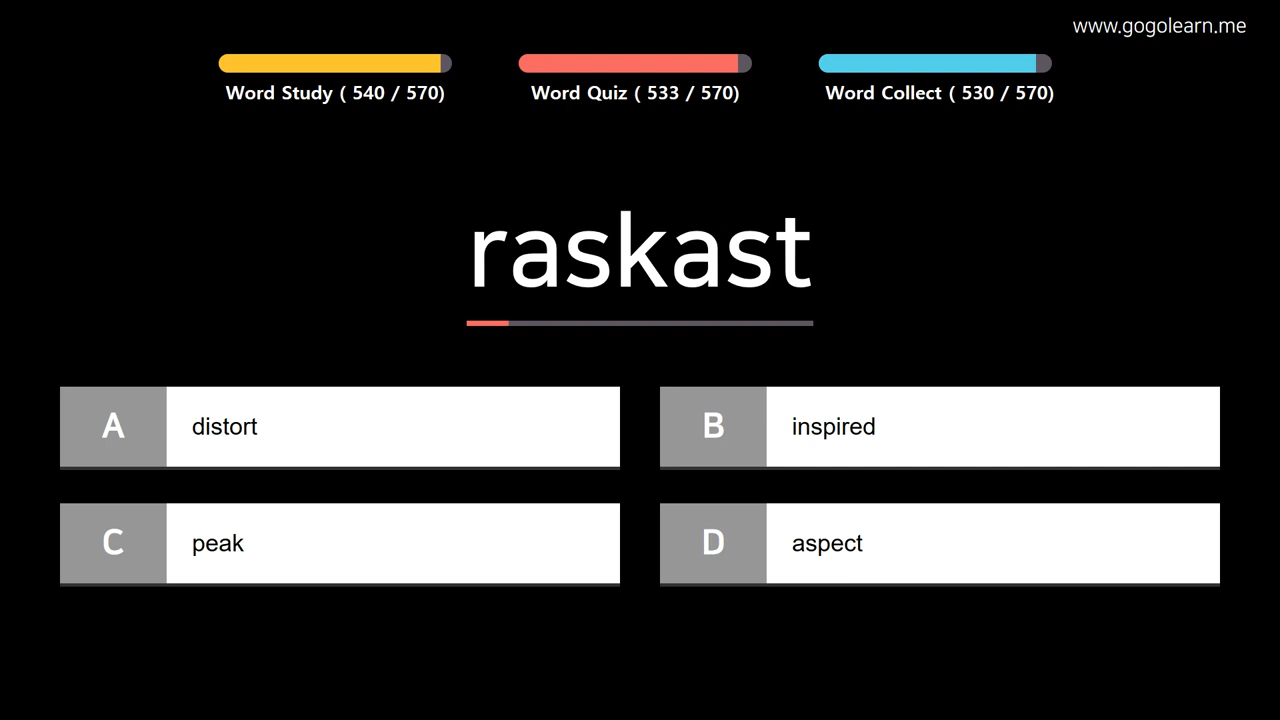 www.gogolearn.me
Word Study ( 540 / 570)
Word Quiz ( 533 / 570)
Word Collect ( 530 / 570)
raskast
A distort
B inspired
C peak
D aspect